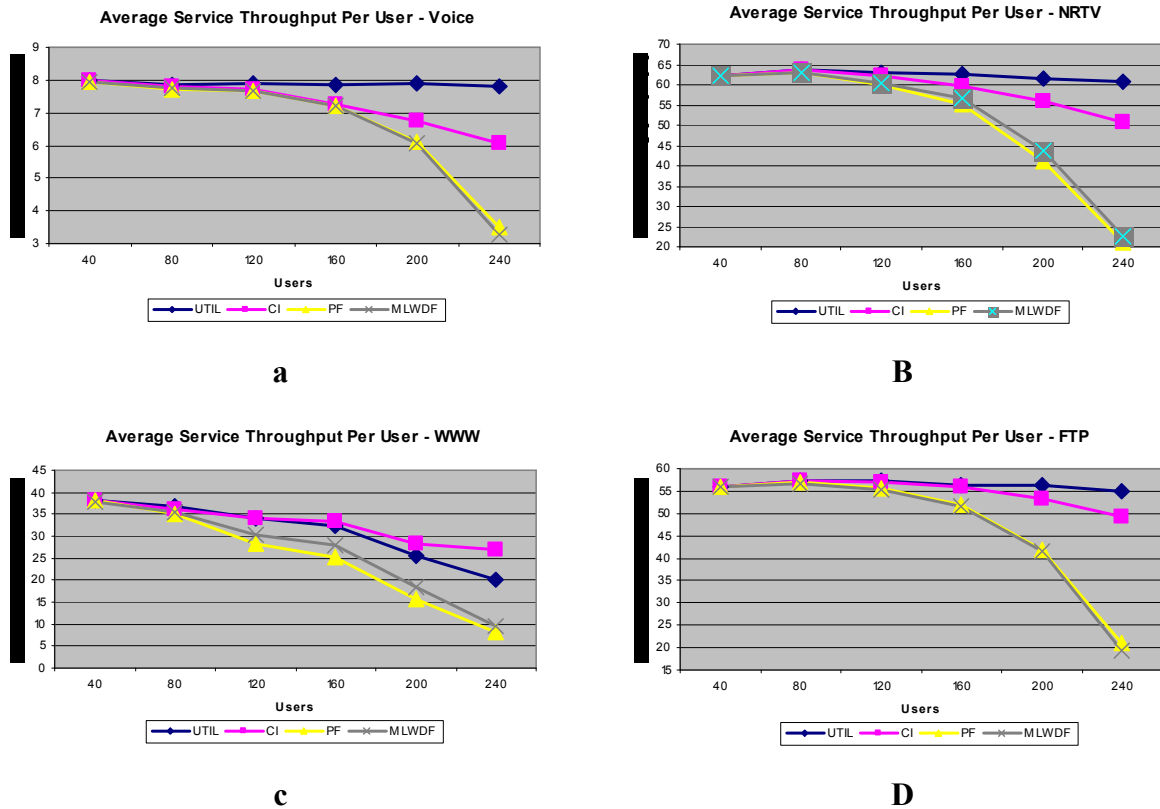 Average Service Throughput Per User - Voice
9
8
7
6
5
4
3
40 80 120 160 200 240
Users
UTIL CI PF MLWDF
a
Average Service Throughput Per User - NRTV
70
65
60
55
50
45
40
35
30
25
20
40 80 120 160 200 240
Users
UTIL CI PF MLWDF
B
Average Service Throughput Per User - WWW
45
40
35
30
25
20
15
10
5
0
40 80 120 160 200 240
Users
UTIL CI PF MLWDF
c
Average Service Throughput Per User - FTP
60
55
50
45
40
35
30
25
20
15
40 80 120 160 200 240
Users
UTIL CI PF MLWDF
D